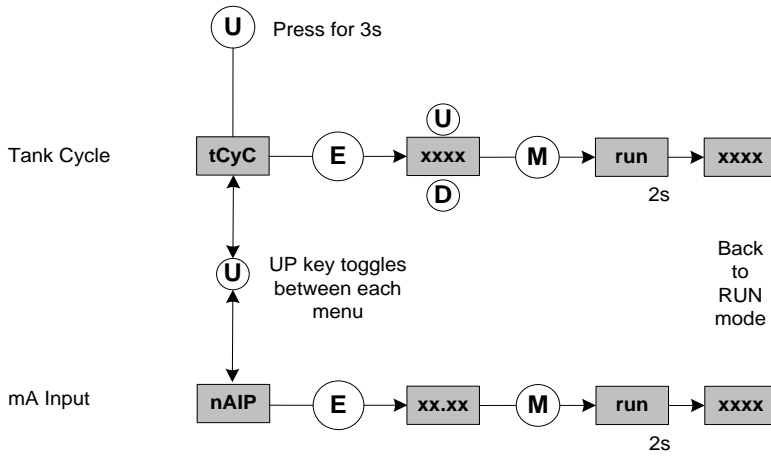 U Press for 3s
U
Tank Cycle tCyC E xxxx M run xxxx
D
2s
U UP key toggles
between each
menu
Back
to
RUN
mode
mA Input nAIP E xx.xx M run xxxx
2s